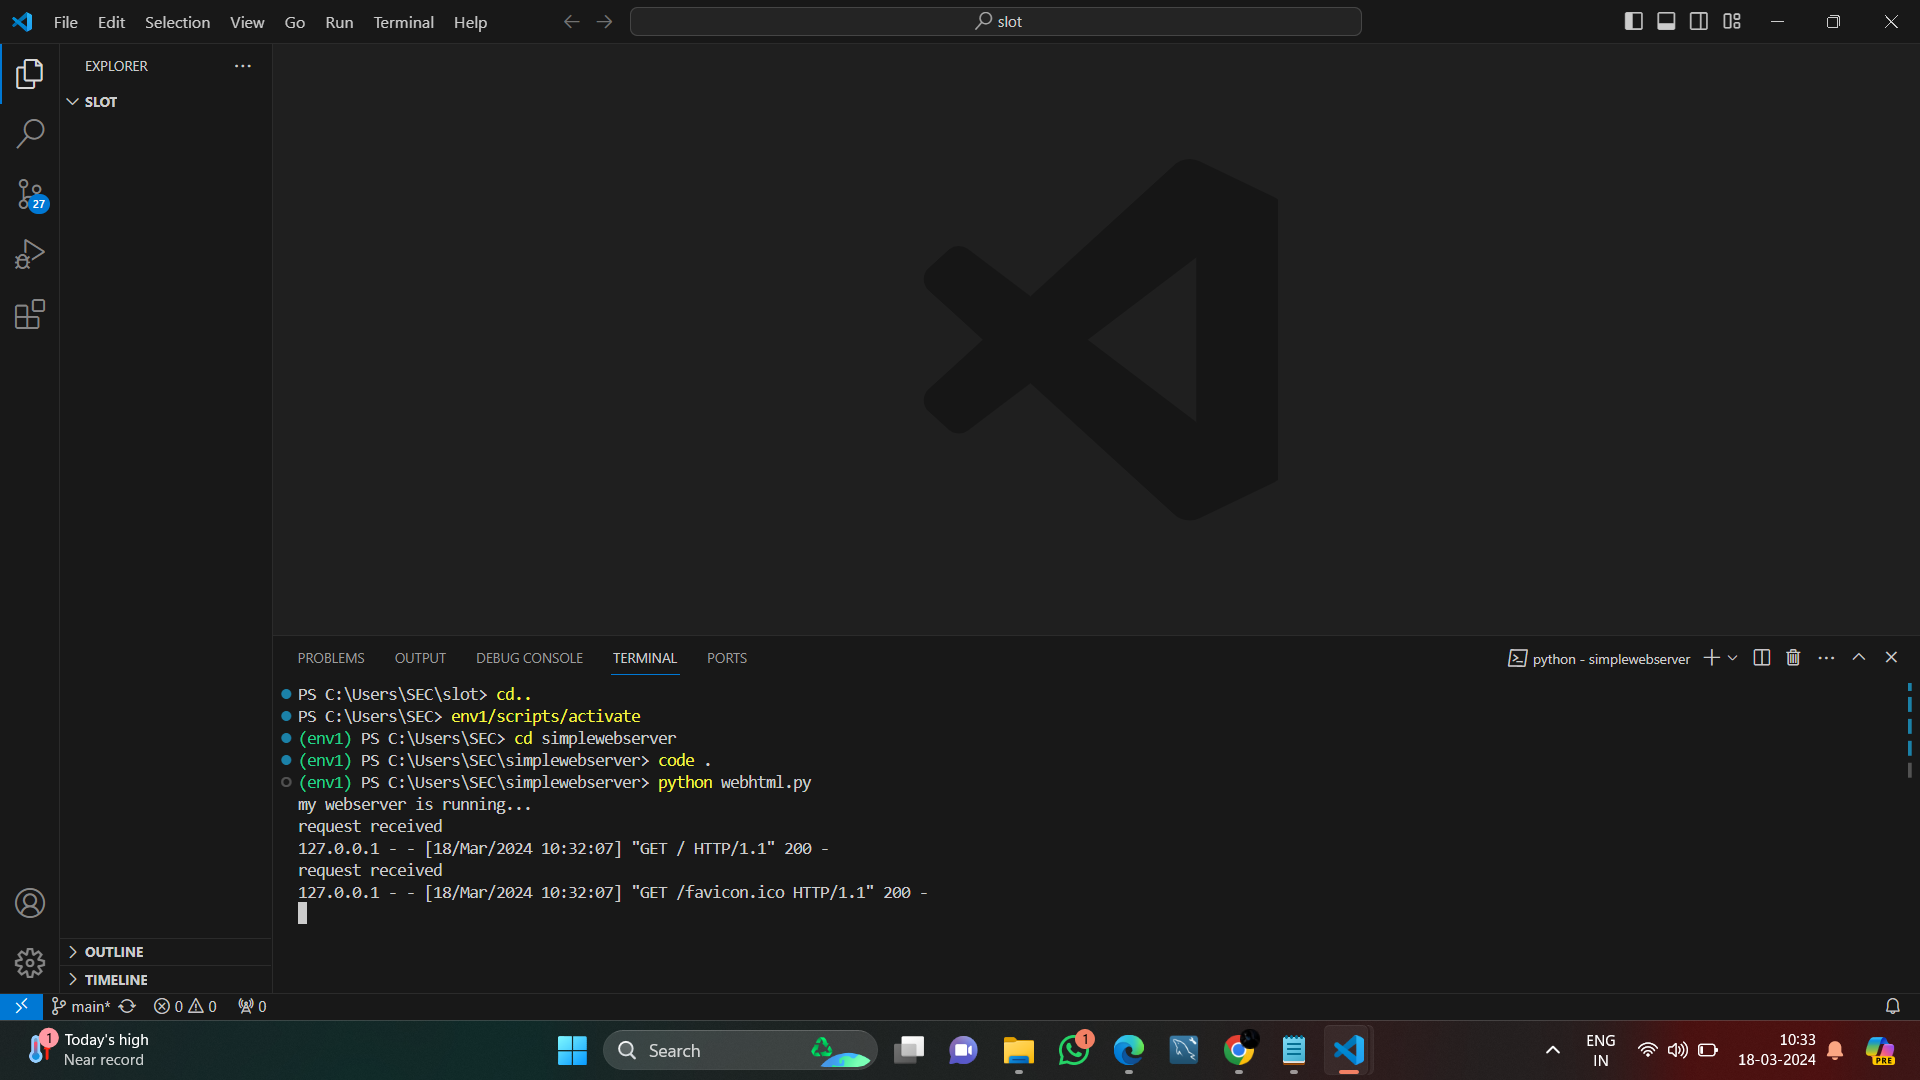 File Edit Selection View Go Run Terminal Help
slot
EXPLORER
SLOT
27
PROBLEMS OUTPUT DEBUG CONSOLE TERMINAL PORTS
python - simplewebserver
PS C:\Users\SEC\slot> cd..
PS C:\Users\SEC> env1/scripts/activate
(env1) PS C:\Users\SEC> cd simplewebserver
(env1) PS C:\Users\SEC\simplewebserver> code .
(env1) PS C:\Users\SEC\simplewebserver> python webhtml.py
my webserver is running...
request received
127.0.0.1 - - [18/Mar/2024 10:32:07] "GET / HTTP/1.1" 200 -
request received
127.0.0.1 - - [18/Mar/2024 10:32:07] "GET /favicon.ico HTTP/1.1" 200 -
OUTLINE
TIMELINE
main* 0 0 0
1 Today's high
Near record
Search
1
ENG
IN
10:33
18-03-2024
PRE